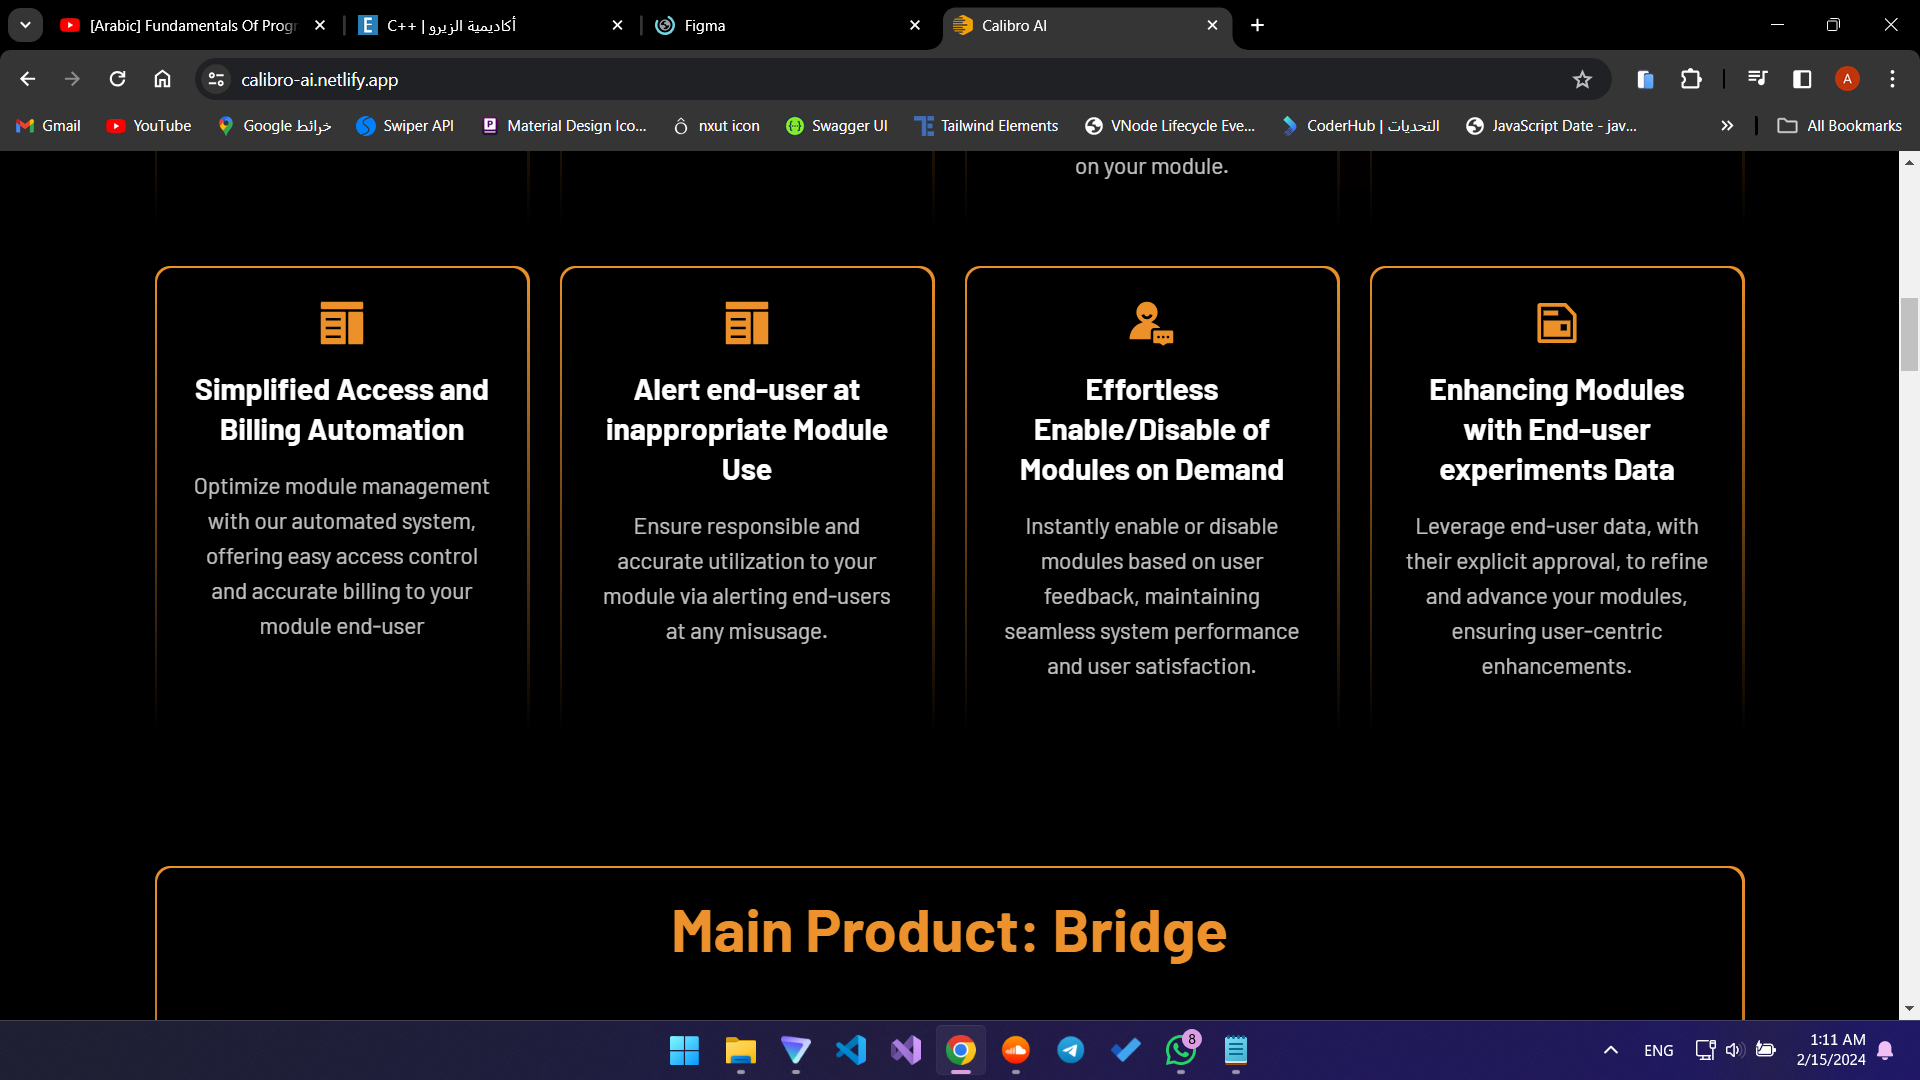 [Arabic] Fundamentals Of Progr
C++ | أكاديمية الزيرو
Figma
Calibro AI
calibro-ai.netlify.app
A
Gmail
YouTube
Google خرائط
Swiper API
Material Design Ico...
nxut icon
Swagger UI
Tailwind Elements
VNode Lifecycle Eve...
CoderHub | التحديات
JavaScript Date - jav...
All Bookmarks
on your module.
Simplified Access and
Billing Automation
Optimize module management
with our automated system,
offering easy access control
and accurate billing to your
module end-user
Alert end-user at
inappropriate Module
Use
Ensure responsible and
accurate utilization to your
module via alerting end-users
at any misusage.
Effortless
Enable/Disable of
Modules on Demand
Instantly enable or disable
modules based on user
feedback, maintaining
seamless system performance
and user satisfaction.
Enhancing Modules
with End-user
experiments Data
Leverage end-user data, with
their explicit approval, to refine
and advance your modules,
ensuring user-centric
enhancements.
Main Product: Bridge
8
ENG
1:11 AM
2/15/2024